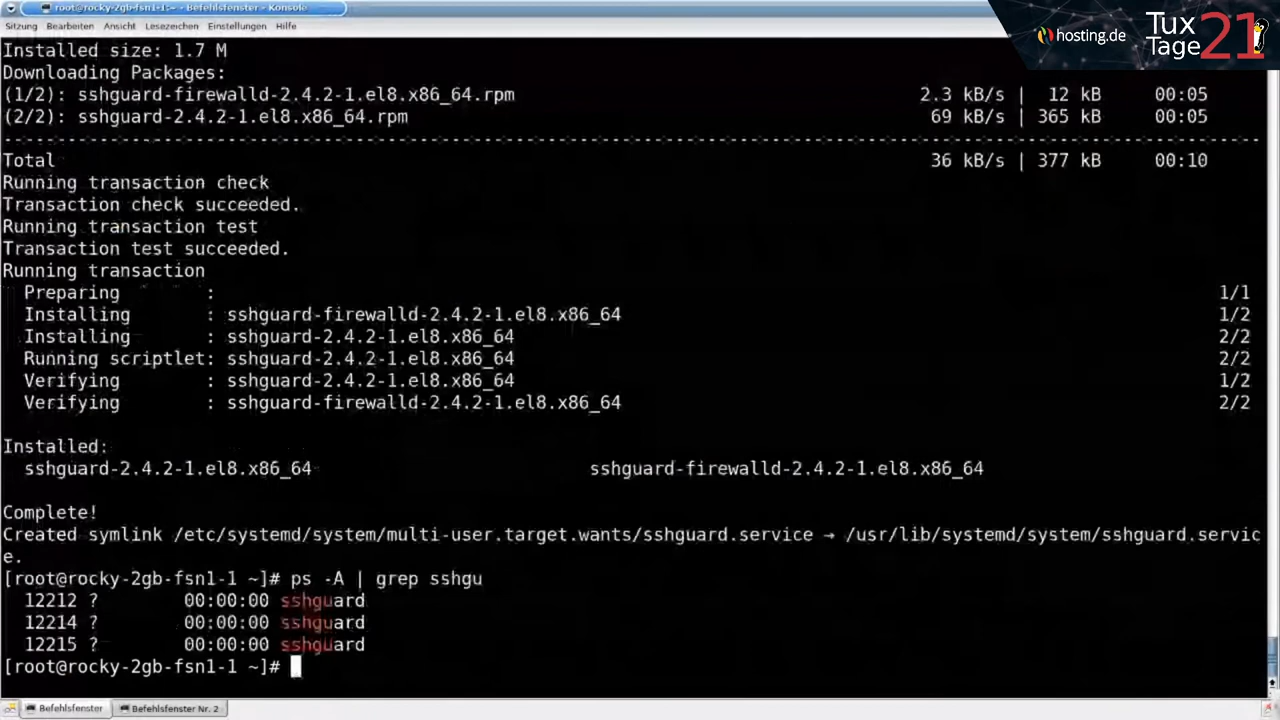 root@rocky-2gb-fsn1-1:~ - Befehlsfenster - Konsole
Sitzung Bearbeiten Ansicht Lesezeichen Einstellungen Hilfe
hosting.de
Tux
Tage
21
Installed size: 1.7 M
Downloading Packages:
(1/2): sshguard-firewalld-2.4.2-1.el8.x86_64.rpm 2.3 kB/s | 12 kB 00:05
(2/2): sshguard-2.4.2-1.el8.x86_64.rpm 69 kB/s | 365 kB 00:05
Total 36 kB/s | 377 kB 00:10
Running transaction check
Transaction check succeeded.
Running transaction test
Transaction test succeeded.
Running transaction
Preparing : 1/1
Installing : sshguard-firewalld-2.4.2-1.el8.x86_64 1/2
Installing : sshguard-2.4.2-1.el8.x86_64 2/2
Running scriptlet: sshguard-2.4.2-1.el8.x86_64 2/2
Verifying : sshguard-2.4.2-1.el8.x86_64 1/2
Verifying : sshguard-firewalld-2.4.2-1.el8.x86_64 2/2
Installed:
sshguard-2.4.2-1.el8.x86_64 sshguard-firewalld-2.4.2-1.el8.x86_64
Complete!
Created symlink /etc/systemd/system/multi-user.target.wants/sshguard.service → /usr/lib/systemd/system/sshguard.servic
e.
[root@rocky-2gb-fsn1-1 ~]# ps -A | grep sshgu
12212 ? 00:00:00 sshguard
12214 ? 00:00:00 sshguard
12215 ? 00:00:00 sshguard
[root@rocky-2gb-fsn1-1 ~]#
Befehlsfenster Befehlsfenster Nr. 2